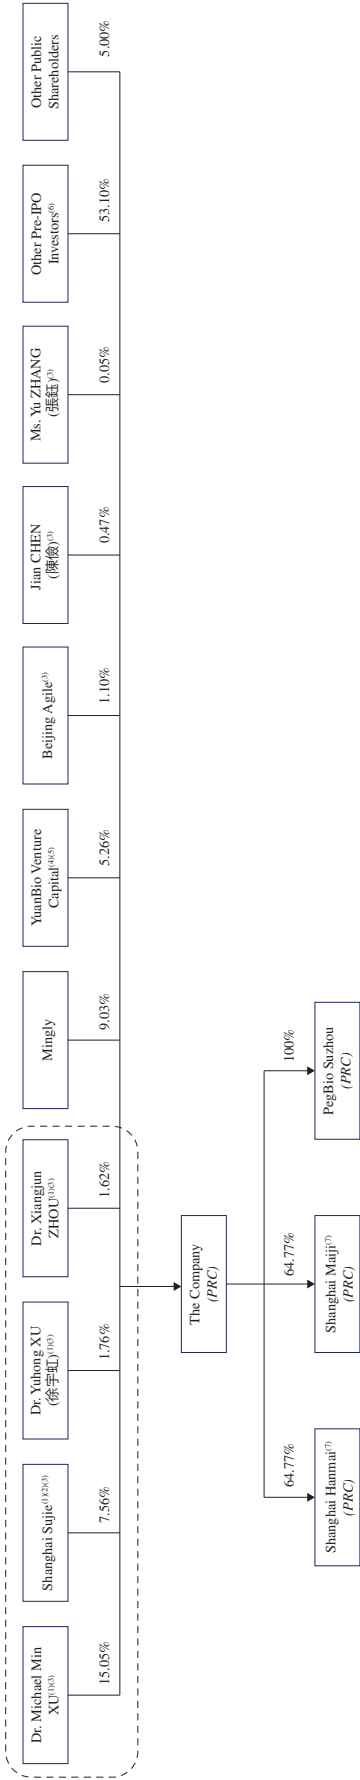 Dr. Michael Min
XU(1)(3)
15.05%
Shanghai Sujie(1)(2)(3)
7.56%
Dr. Yuhong XU
(徐宇虹)(1)(3)
1.76%
Dr. Xiangjun
ZHOU(1)(3)
1.62%
Mingly
9.03%
YuanBio Venture
Capital(4)(5)
5.26%
Beijing Agile(3)
1.10%
Jian CHEN
(陳儉)(3)
0.47%
Ms. Yu ZHANG
(張鈺)(3)
0.05%
Other Pre-IPO
Investors(6)
53.10%
Other Public
Shareholders
5.00%
The Company
(PRC)
64.77%
Shanghai Hanmai(7)
(PRC)
64.77%
Shanghai Maiji(7)
(PRC)
100%
PegBio Suzhou
(PRC)